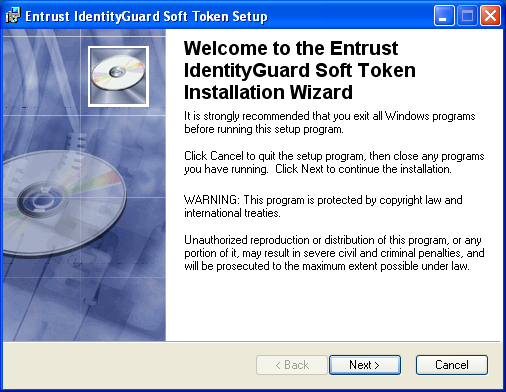 Entrust IdentityGuard Soft Token Setup
Welcome to the Entrust
IdentityGuard Soft Token
Installation Wizard
It is strongly recommended that you exit all Windows programs
before running this setup program.
Click Cancel to quit the setup program, then close any programs
you have running. Click Next to continue the installation.
WARNING: This program is protected by copyright law and
international treaties.
Unauthorized reproduction or distribution of this program, or any
portion of it, may result in severe civil and criminal penalties, and
will be prosecuted to the maximum extent possible under law.
< Back
Next >
Cancel